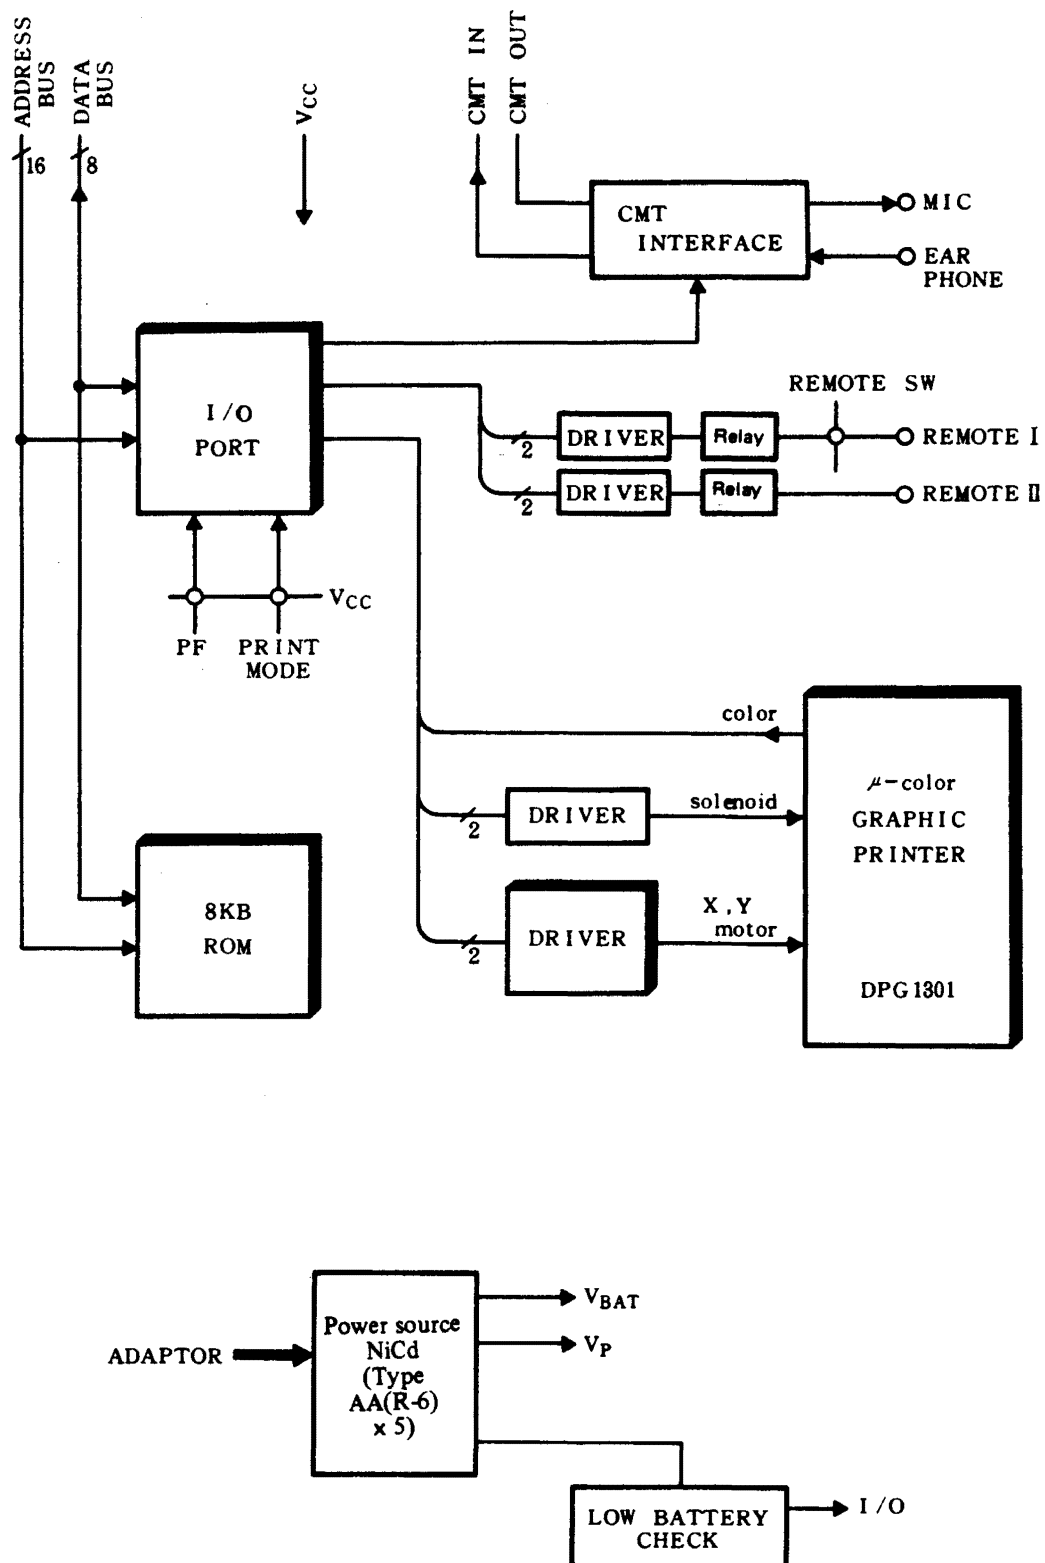 ADDRESS
BUS
DATA
BUS
16
8
VCC
CMT IN
CMT OUT
CMT
INTERFACE
MIC
EAR
PHONE
I/O
PORT
REMOTE SW
2
DRIVER
Relay
REMOTE I
2
DRIVER
Relay
REMOTE II
VCC
PF
PRINT
MODE
color
μ-color
GRAPHIC
PRINTER
DPG1301
2
DRIVER
solenoid
8KB
ROM
2
DRIVER
X,Y
motor
ADAPTOR
Power source
NiCd
(Type
AA(R-6)
x 5)
VBAT
VP
LOW BATTERY
CHECK
I/O